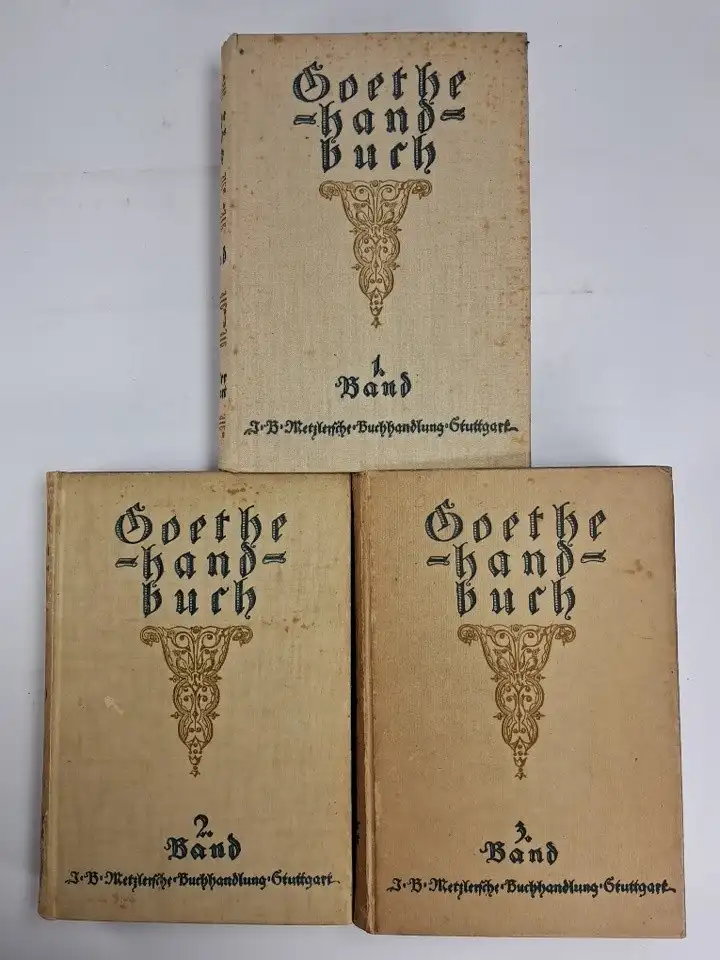 Goethe
-hand-
buch
1.
Band
J·B·Metzlersche·Buchhandlung·Stuttgart
Goethe
-hand-
buch
2.
Band
J·B·Metzlersche·Buchhandlung·Stuttgart
Goethe
-hand-
buch
3.
Band
J·B·Metzlersche·Buchhandlung·Stuttgart